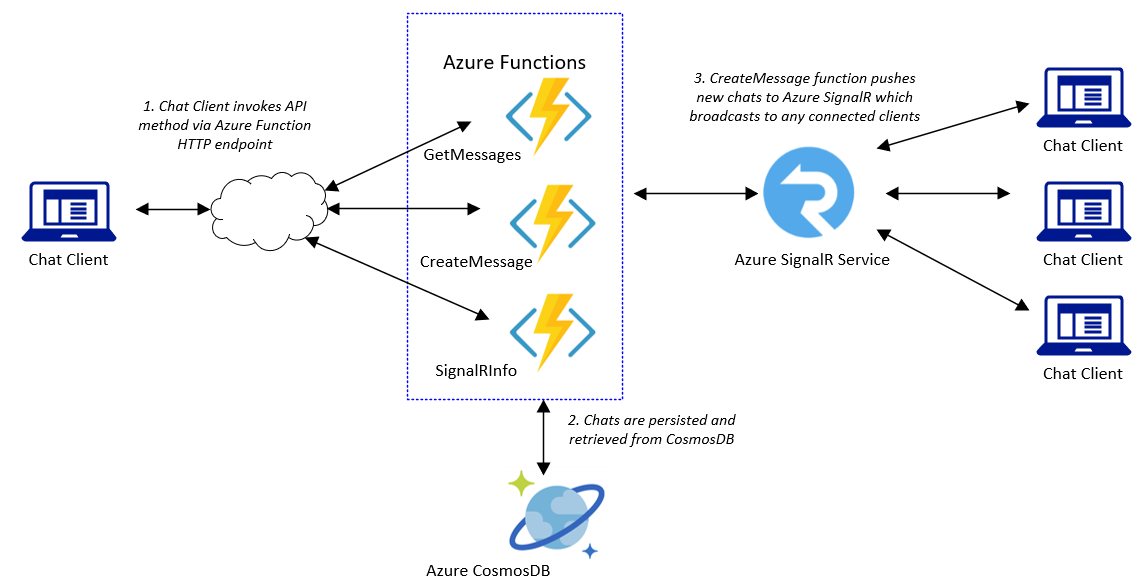 Azure Functions
1. Chat Client invokes API
method via Azure Function
HTTP endpoint
3. CreateMessage function pushes
new chats to Azure SignalR which
broadcasts to any connected clients
GetMessages
Chat Client
Chat Client
CreateMessage
Azure SignalR Service
Chat Client
SignalRInfo
Chat Client
2. Chats are persisted and
retrieved from CosmosDB
Azure CosmosDB